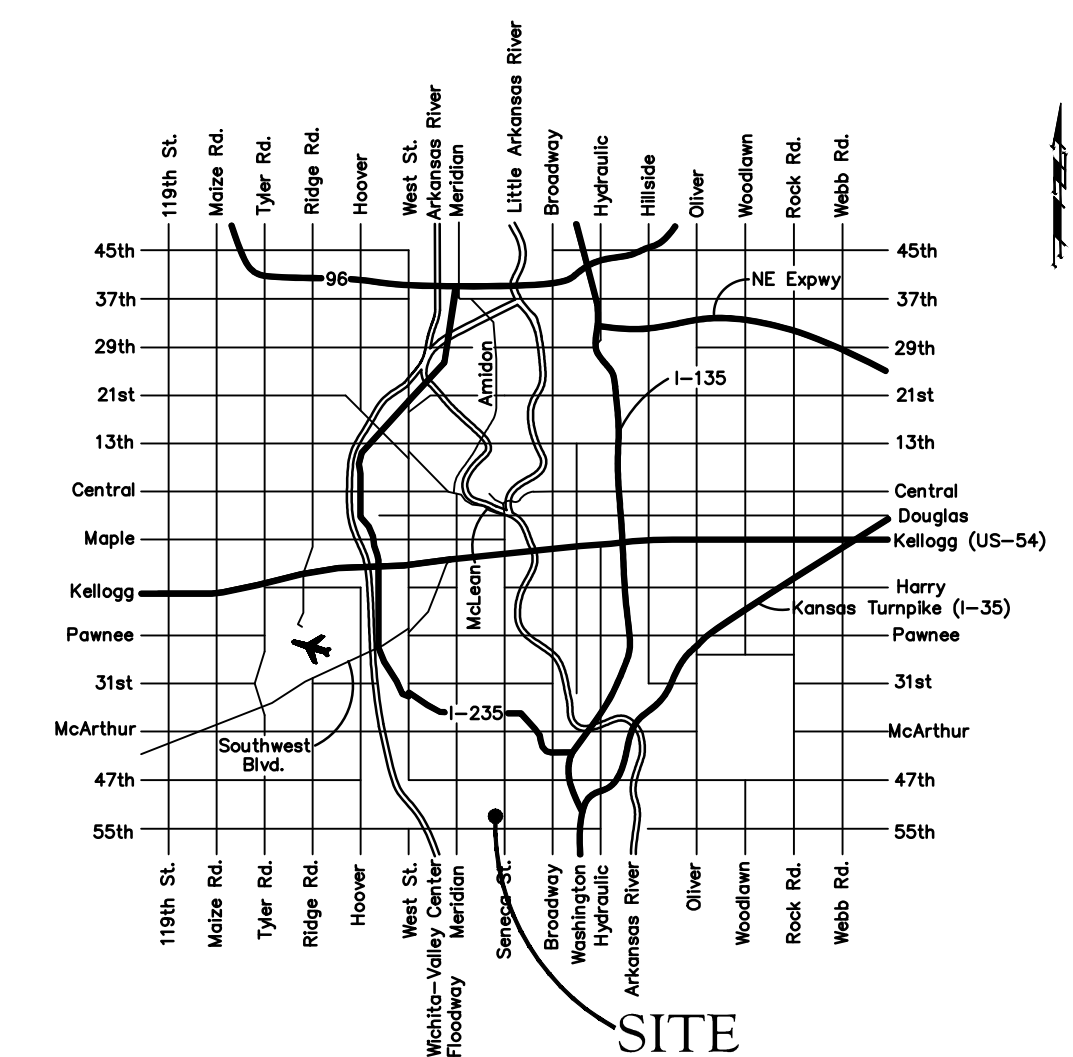 119th St.
Maize Rd.
Tyler Rd.
Ridge Rd.
Hoover
West St.
Arkansas River
Meridian
Little Arkansas River
Broadway
Hydraulic
Hillside
Oliver
Woodlawn
Rock Rd.
Webb Rd.
45th
45th
96
NE Expwy
37th
37th
29th
29th
Amidon
I-135
21st
21st
13th
13th
Central
Central
Douglas
Maple
Kellogg (US-54)
Kellogg
Harry
McLean
Kansas Turnpike (I-35)
Pawnee
Pawnee
31st
31st
I-235
McArthur
McArthur
Southwest
Blvd.
47th
47th
55th
55th
119th St.
Maize Rd.
Tyler Rd.
Ridge Rd.
Hoover
West St.
Wichita-Valley Center
Floodway
Meridian
Seneca St.
Broadway
Washington
Hydraulic
Arkansas River
Oliver
Woodlawn
Rock Rd.
Webb Rd.
SITE